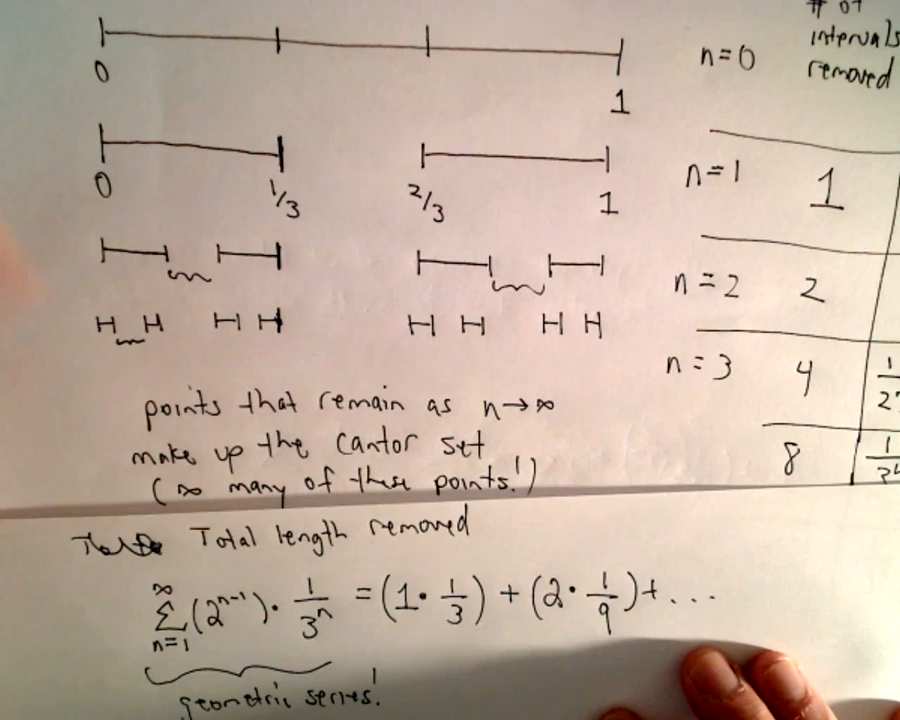 # of
intervals
removed
n=0
0
1
n=1 1
0 1/3 2/3 1
n=2 2
n=3 4
8
points that remain as n→∞
make up the Cantor set
(∞ many of these points!)
Total length removed
∞
Σ (2^(n-1)) · 1/3^n = (1 · 1/3) + (2 · 1/9) + ...
n=1
geometric series!